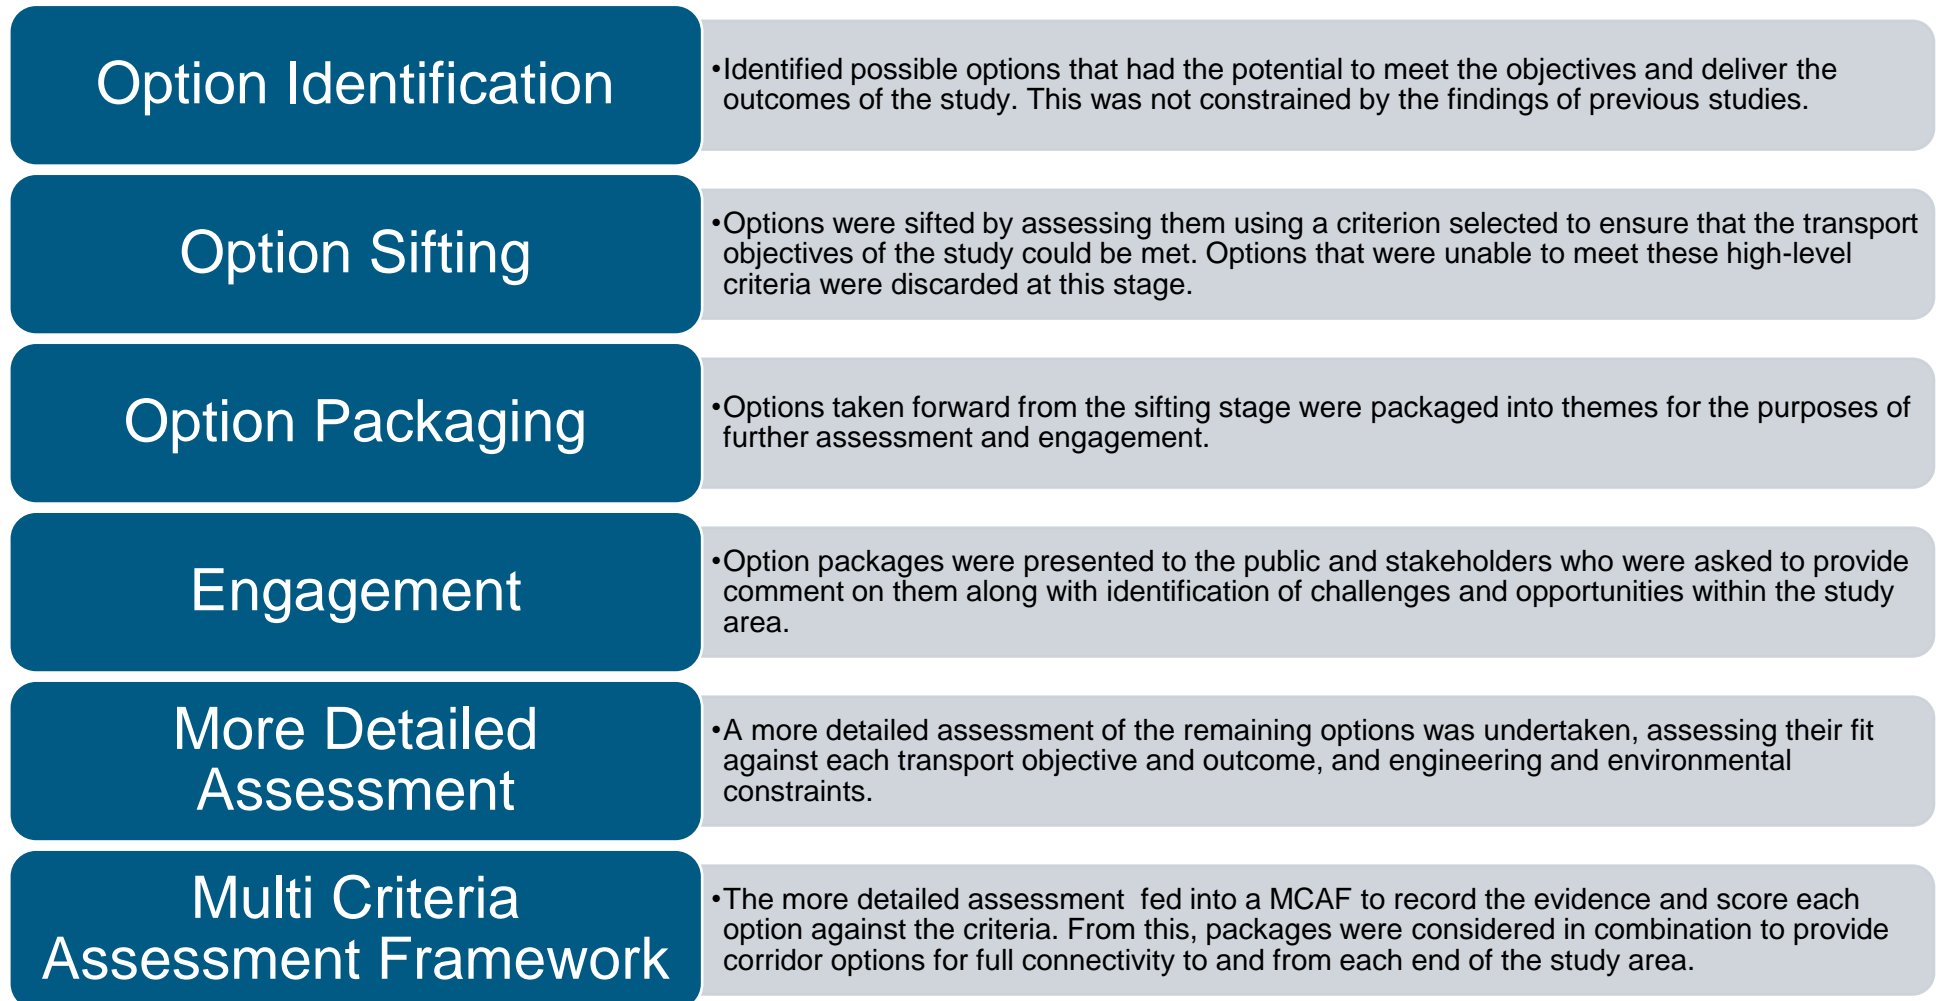 Option Identification
•Identified possible options that had the potential to meet the objectives and deliver the
outcomes of the study. This was not constrained by the findings of previous studies.
Option Sifting
•Options were sifted by assessing them using a criterion selected to ensure that the transport
objectives of the study could be met. Options that were unable to meet these high-level
criteria were discarded at this stage.
Option Packaging
•Options taken forward from the sifting stage were packaged into themes for the purposes of
further assessment and engagement.
Engagement
•Option packages were presented to the public and stakeholders who were asked to provide
comment on them along with identification of challenges and opportunities within the study
area.
More Detailed
Assessment
•A more detailed assessment of the remaining options was undertaken, assessing their fit
against each transport objective and outcome, and engineering and environmental
constraints.
Multi Criteria
Assessment Framework
•The more detailed assessment  fed into a MCAF to record the evidence and score each
option against the criteria. From this, packages were considered in combination to provide
corridor options for full connectivity to and from each end of the study area.